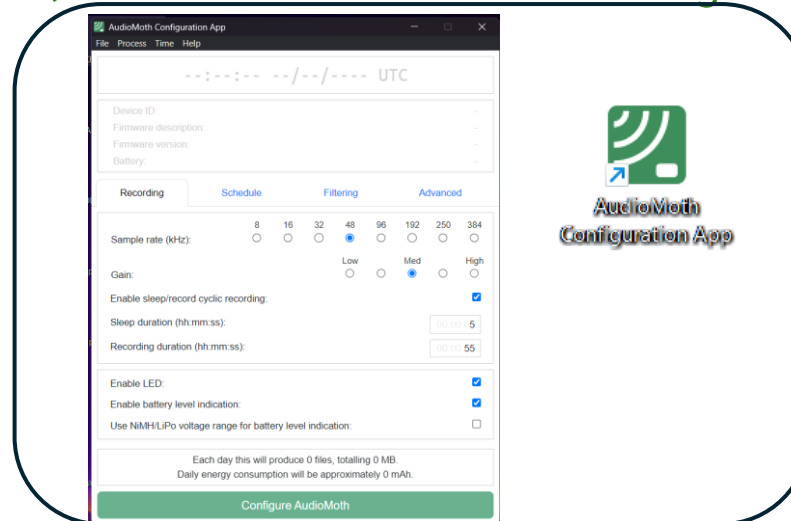 AudioMoth Configuration App
File Process Time Help
--:--:-- --/--/---- UTC
Device ID: -
Firmware description: -
Firmware version: -
Battery: -
Recording Schedule Filtering Advanced
8 16 32 48 96 192 250 384
Sample rate (kHz):
Low Med High
Gain:
Enable sleep/record cyclic recording:
Sleep duration (hh:mm:ss): 00:00:05
Recording duration (hh:mm:ss): 00:00:55
Enable LED:
Enable battery level indication:
Use NiMH/LiPo voltage range for battery level indication:
Each day this will produce 0 files, totalling 0 MB.
Daily energy consumption will be approximately 0 mAh.
Configure AudioMoth
AudioMoth
Configuration App